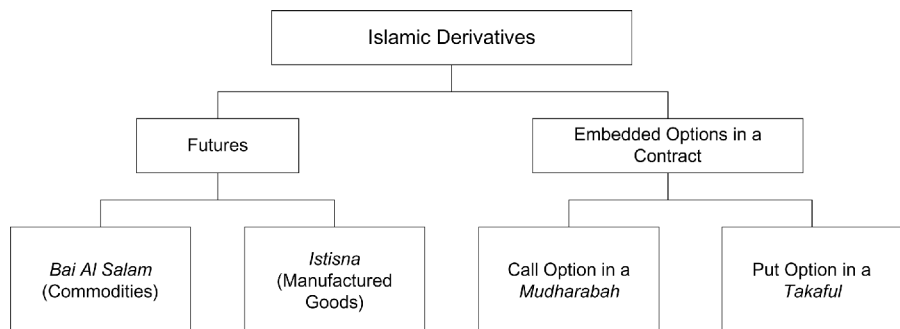 Islamic Derivatives
Futures
Embedded Options in a
Contract
Bai Al Salam
(Commodities)
Istisna
(Manufactured
Goods)
Call Option in a
Mudharabah
Put Option in a
Takaful